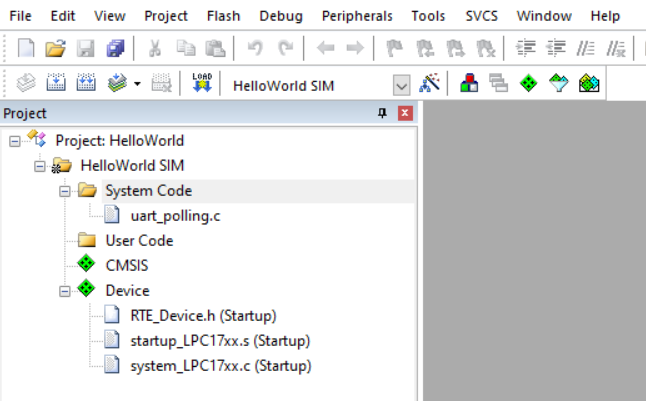 File Edit View Project Flash Debug Peripherals Tools SVCS Window Help
LOAD HelloWorld SIM
Project
Project: HelloWorld
HelloWorld SIM
System Code
uart_polling.c
User Code
CMSIS
Device
RTE_Device.h (Startup)
startup_LPC17xx.s (Startup)
system_LPC17xx.c (Startup)